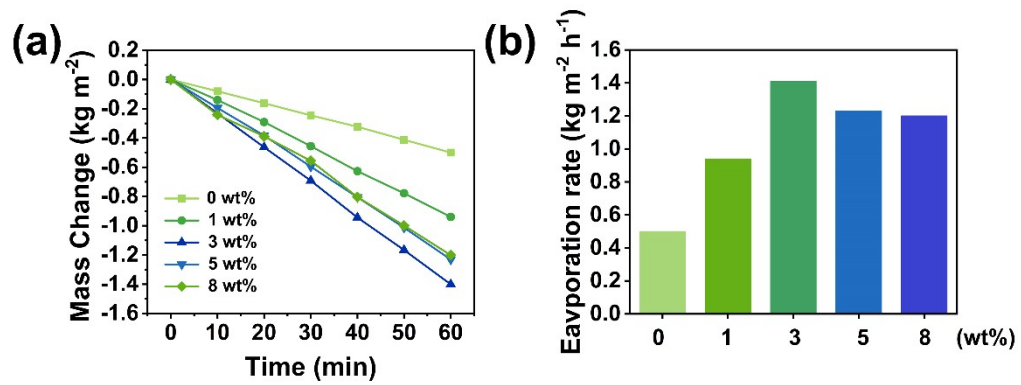 (a)
Mass Change (kg m⁻²)
0.2
0.0
-0.2
-0.4
-0.6
-0.8
-1.0
-1.2
-1.4
-1.6
0 wt%
1 wt%
3 wt%
5 wt%
8 wt%
0 10 20 30 40 50 60
Time (min)
(b)
Eavporation rate (kg m⁻² h⁻¹)
1.6
1.4
1.2
1.0
0.8
0.6
0.4
0.2
0.0
0 1 3 5 8 (wt%)